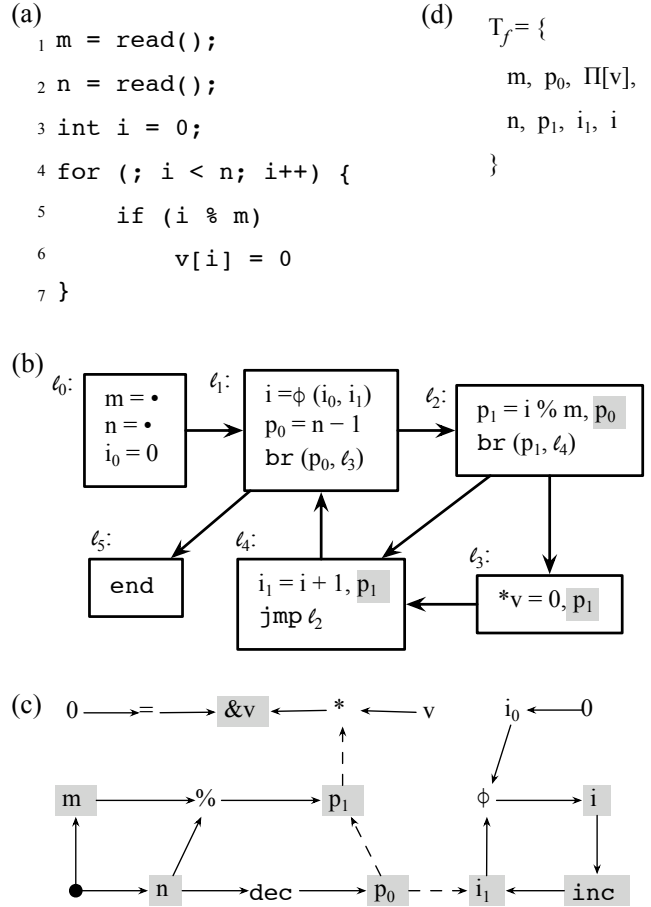 (a)
1 m = read();
2 n = read();
3 int i = 0;
4 for (; i < n; i++) {
5 if (i % m)
6 v[i] = 0
7 }
(d)
T_f = {
m, p₀, Π[v],
n, p₁, i₁, i
}
(b)
ℓ₀:
m = •
n = •
i₀ = 0
ℓ₁:
i =ϕ (i₀, i₁)
p₀ = n − 1
br (p₀, ℓ₃)
ℓ₂:
p₁ = i % m, p₀
br (p₁, ℓ₄)
ℓ₅:
end
ℓ₄:
i₁ = i + 1, p₁
jmp ℓ₂
ℓ₃:
*v = 0, p₁
(c)
0 = &v * v i₀ 0
m % p₁ ϕ i
n dec p₀ i₁ inc